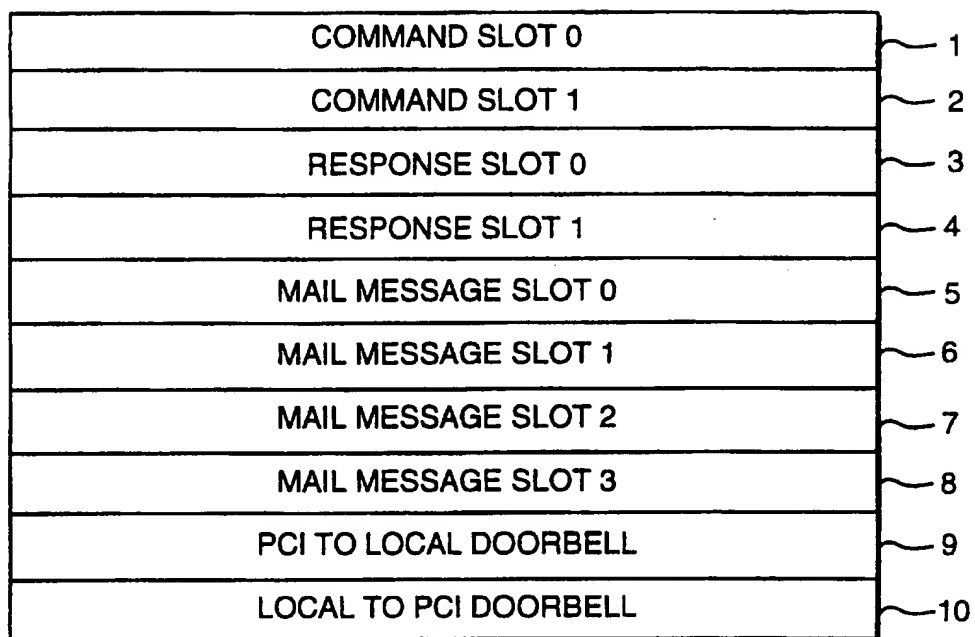 COMMAND SLOT 0 1
COMMAND SLOT 1 2
RESPONSE SLOT 0 3
RESPONSE SLOT 1 4
MAIL MESSAGE SLOT 0 5
MAIL MESSAGE SLOT 1 6
MAIL MESSAGE SLOT 2 7
MAIL MESSAGE SLOT 3 8
PCI TO LOCAL DOORBELL 9
LOCAL TO PCI DOORBELL 10